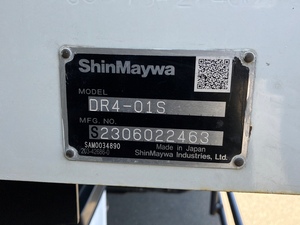 ShinMaywa
MODEL
DR4-01S
MFG. NO.
S2306022463
SAM0034890
Made in Japan
ShinMaywa Industries, Ltd.